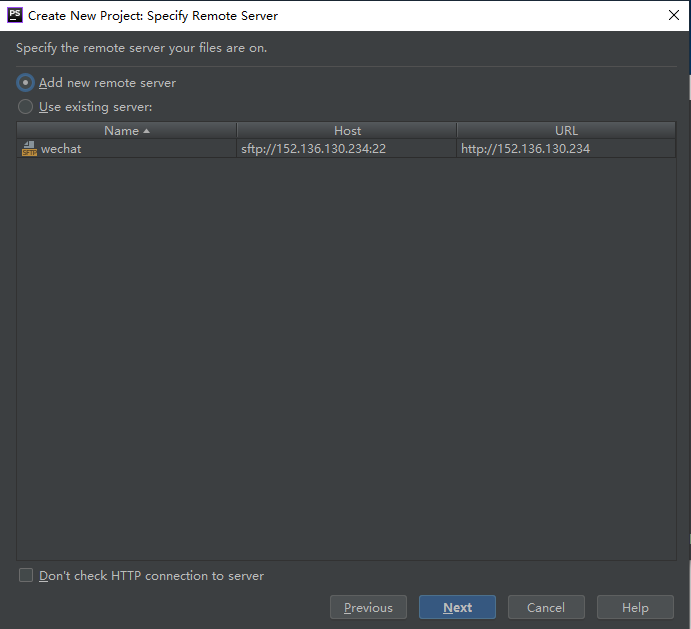 PS Create New Project: Specify Remote Server
Specify the remote server your files are on.
Add new remote server
Use existing server:
Name Host URL
SFTP wechat sftp://152.136.130.234:22 http://152.136.130.234
Don't check HTTP connection to server
Previous Next Cancel Help